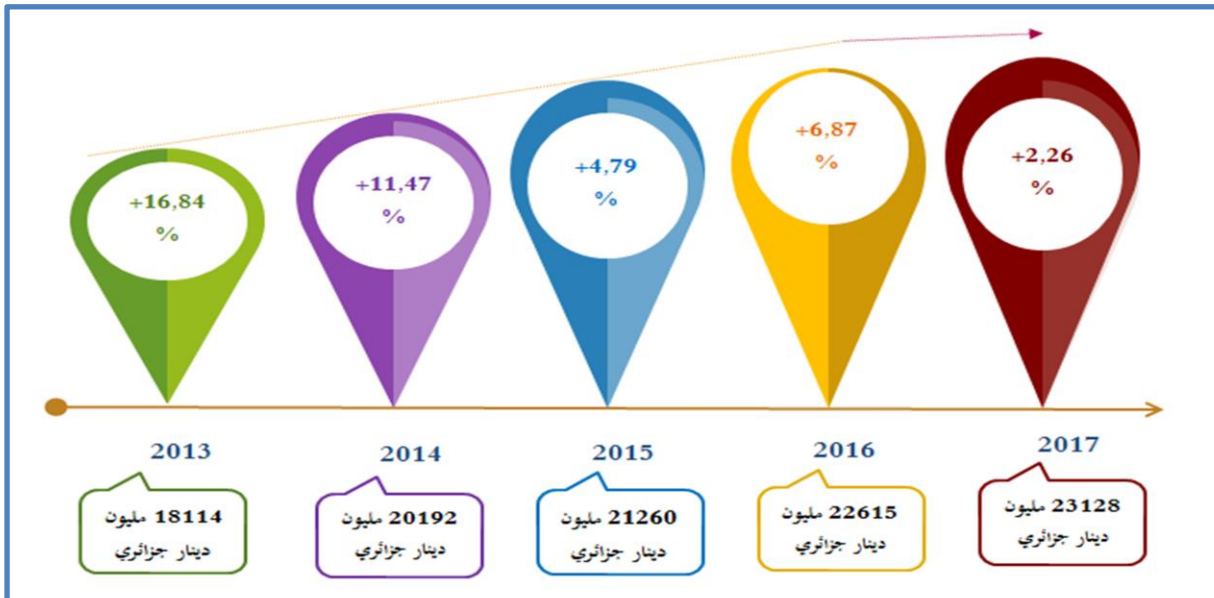 +16,84
%
+11,47
%
+4,79
%
+6,87
%
+2,26
%
2013
2014
2015
2016
2017
18114 مليون
دينار جزائري
20192 مليون
دينار جزائري
21260 مليون
دينار جزائري
22615 مليون
دينار جزائري
23128 مليون
دينار جزائري